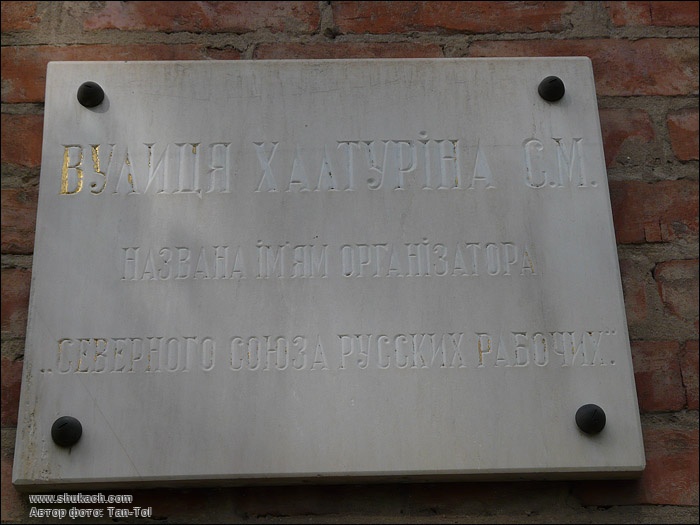 ВУЛИЦЯ ХАЛТУРІНА С.М.
НАЗВАНА ІМ'ЯМ ОРГАНІЗАТОРА
„СЕВЕРНОГО СОЮЗА РУССКИХ РАБОЧИХ“.
www.shukach.com
Автор фото: Tan-Tol